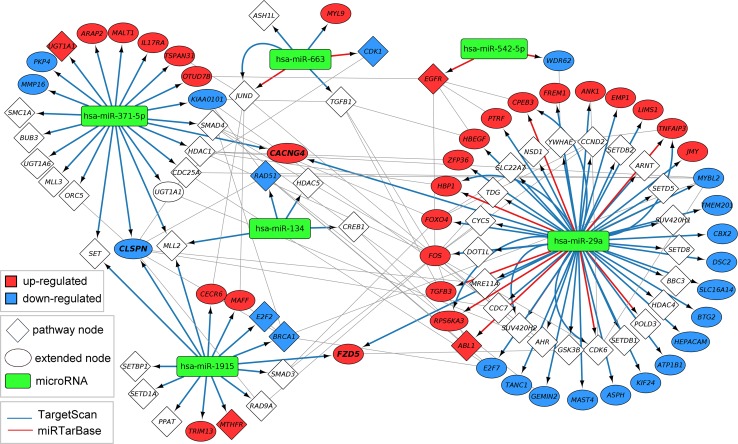 ASH1L
MYL9
hsa-miR-663
CDK1
hsa-miR-542-5p
WDR62
EGFR
UGT1A1
ARAP2
MALT1
IL17RA
TSPAN31
OTUD7B
PKP4
MMP16
KIAA0101
JUND
TGFB1
SMC1A
hsa-miR-371-5p
SMAD4
BUB3
HDAC1
CACNG4
UGT1A6
CDC25A
RAD51
HDAC5
MLL3
ORC5
UGT1A1
hsa-miR-134
CREB1
SET
CLSPN
MLL2
FREM1
ANK1
EMP1
LIMS1
TNFAIP3
JMY
CPEB3
PTRF
HBEGF
ZFP36
HBP1
FOXO4
FOS
TGFB3
RPS6KA3
ABL1
NSD1
YWHAE
CCND2
SETDB2
ARNT
SLC22A7
TDG
CYCS
DOT1L
MRE11A
CDC7
SUV420H2
AHR
GSK3B
CDK6
SETDB1
POLD3
HDAC4
BBC3
SETD8
SUV420H1
SETD5
hsa-miR-29a
MYBL2
TMEM201
CBX2
DSC2
SLC16A14
BTG2
HEPACAM
ATP1B1
KIF24
ASPH
MAST4
GEMIN2
TANC1
E2F7
CECR6
MAFF
E2F2
BRCA1
FZD5
hsa-miR-1915
SETBP1
SMAD3
SETD1A
RAD9A
PPAT
TRIM13
MTHFR
up-regulated
down-regulated
pathway node
extended node
microRNA
TargetScan
miRTarBase